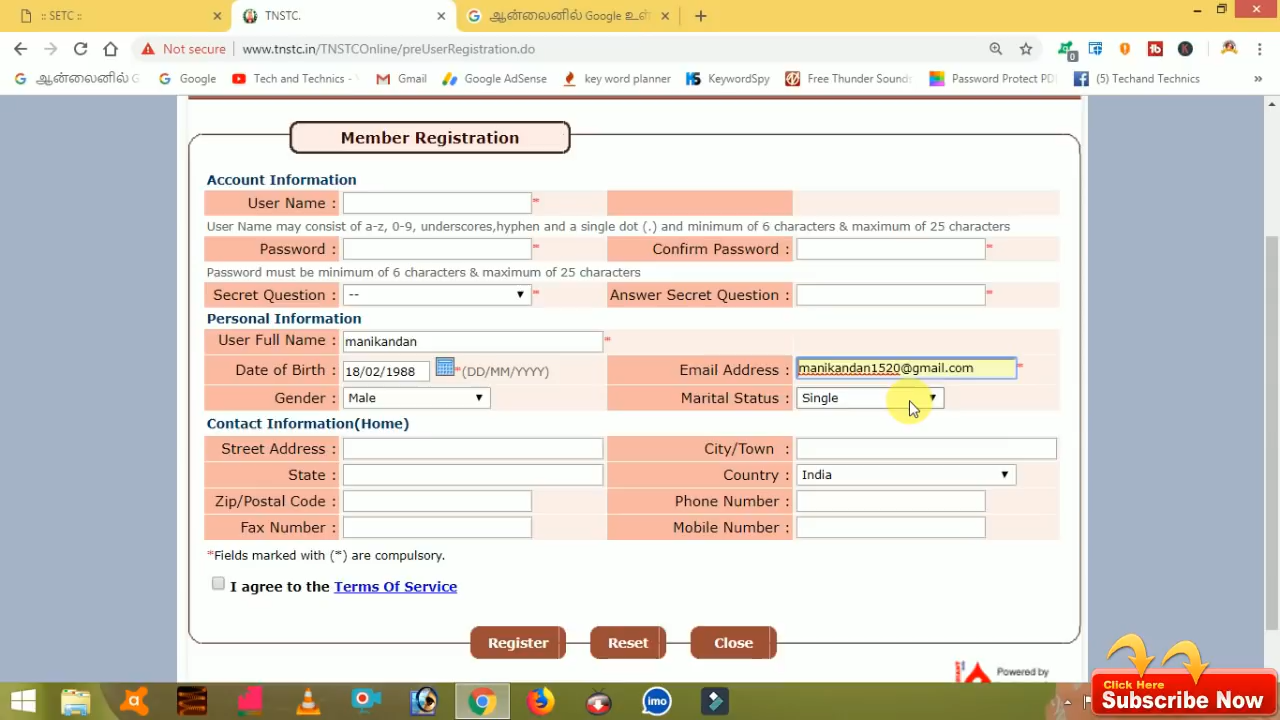 :: SETC ::
TNSTC.
ஆன்லைனில் Google உள்
Not secure
www.tnstc.in/TNSTCOnline/preUserRegistration.do
0
ஆன்லைனில் G
Google
Tech and Technics -
Gmail
Google AdSense
key word planner
KeywordSpy
Free Thunder Sound
Password Protect PD
(5) Techand Technics
»
Member Registration
Account Information
User Name : *
User Name may consist of a-z, 0-9, underscores,hyphen and a single dot (.) and minimum of 6 characters & maximum of 25 characters
Password : * Confirm Password : *
Password must be minimum of 6 characters & maximum of 25 characters
Secret Question : -- * Answer Secret Question : *
Personal Information
User Full Name : manikandan *
Date of Birth : 18/02/1988 *(DD/MM/YYYY) Email Address : manikandan1520@gmail.com *
Gender : Male Marital Status : Single
Contact Information(Home)
Street Address : City/Town :
State : Country : India
Zip/Postal Code : Phone Number :
Fax Number : Mobile Number :
*Fields marked with (*) are compulsory.
I agree to the Terms Of Service
Register Reset Close
Powered by
imo
Click Here
Subscribe Now